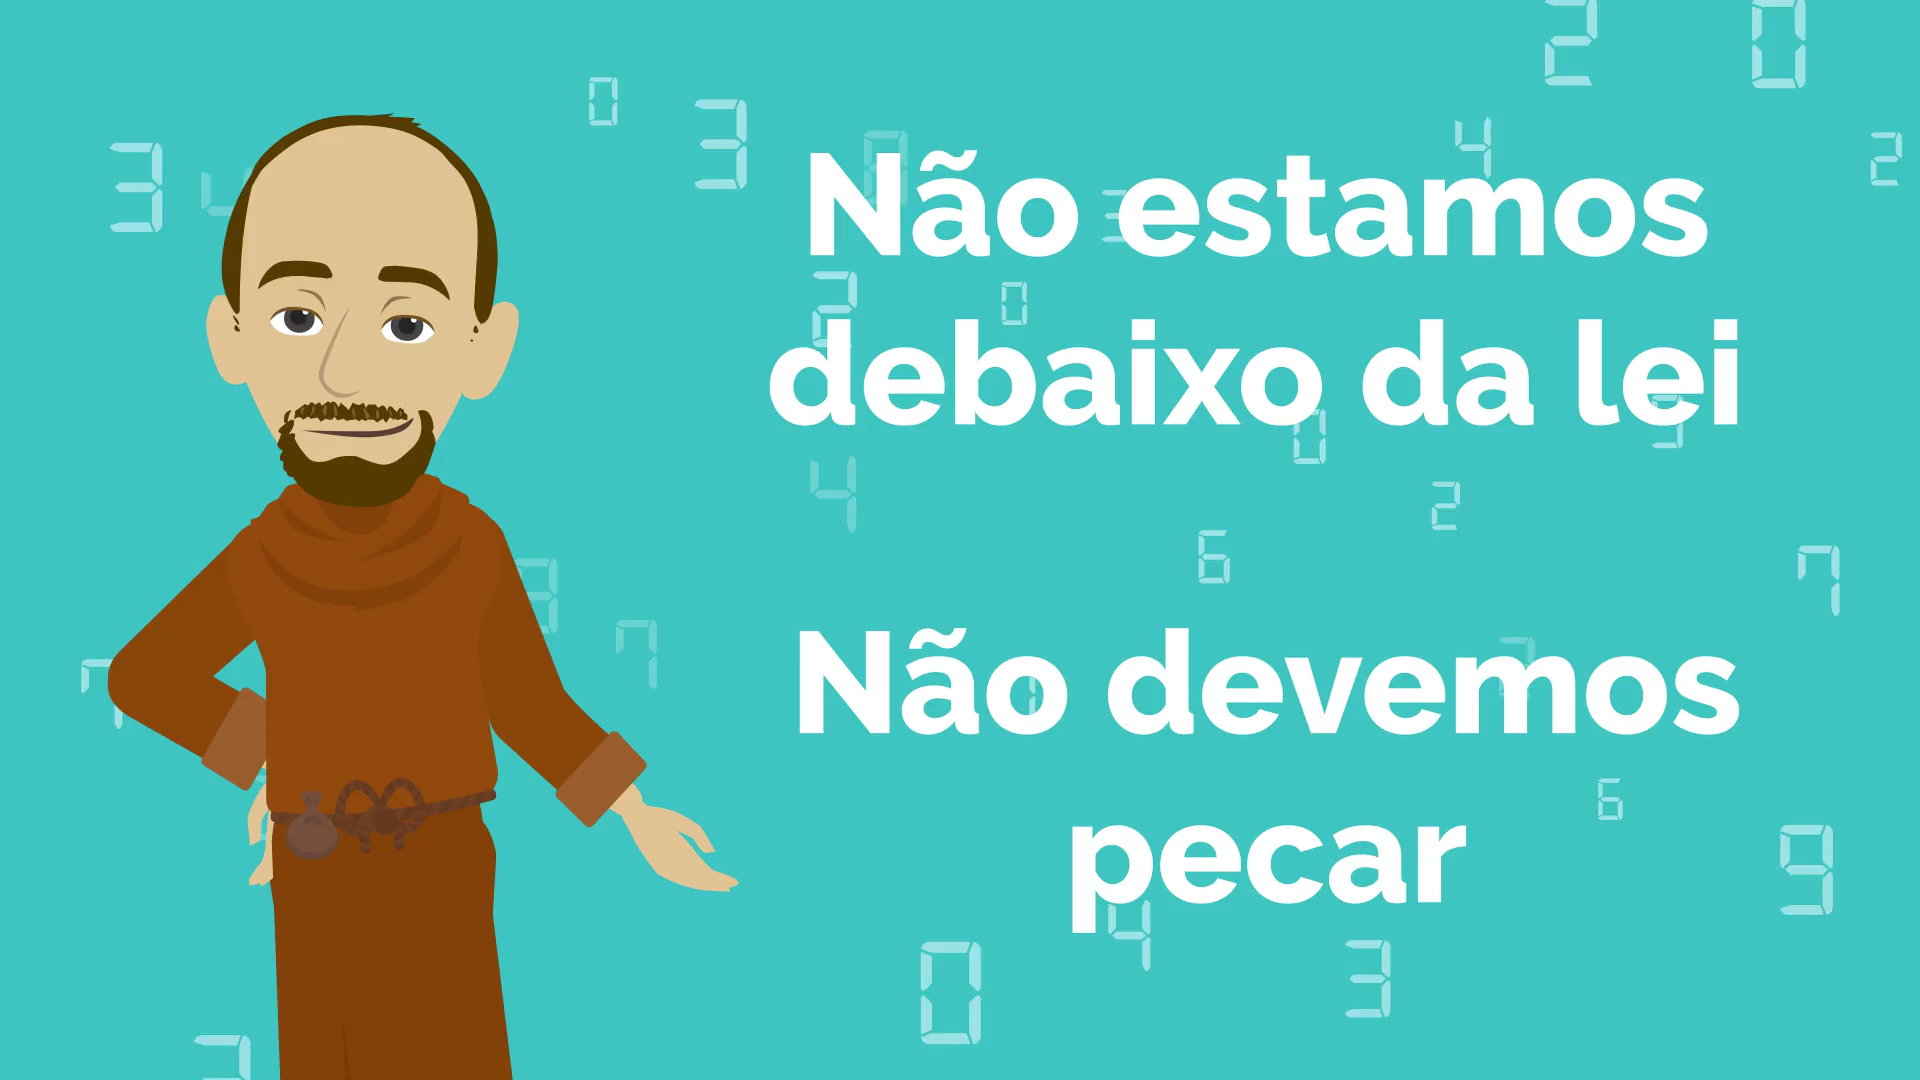 Não estamos
debaixo da lei
Não devemos
pecar